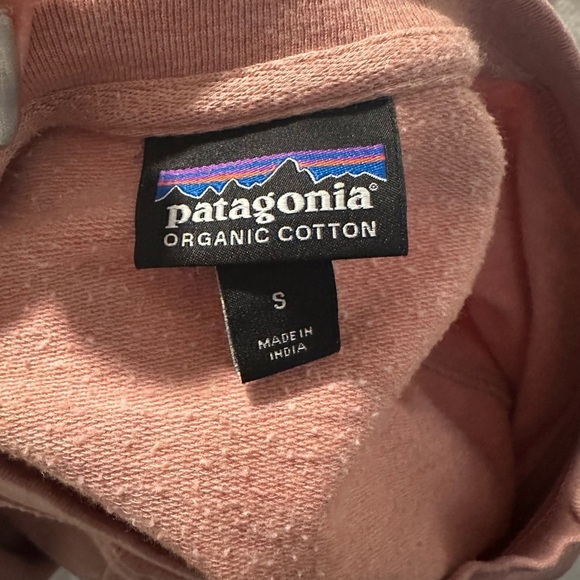 patagonia®
ORGANIC COTTON
S
MADE IN
INDIA